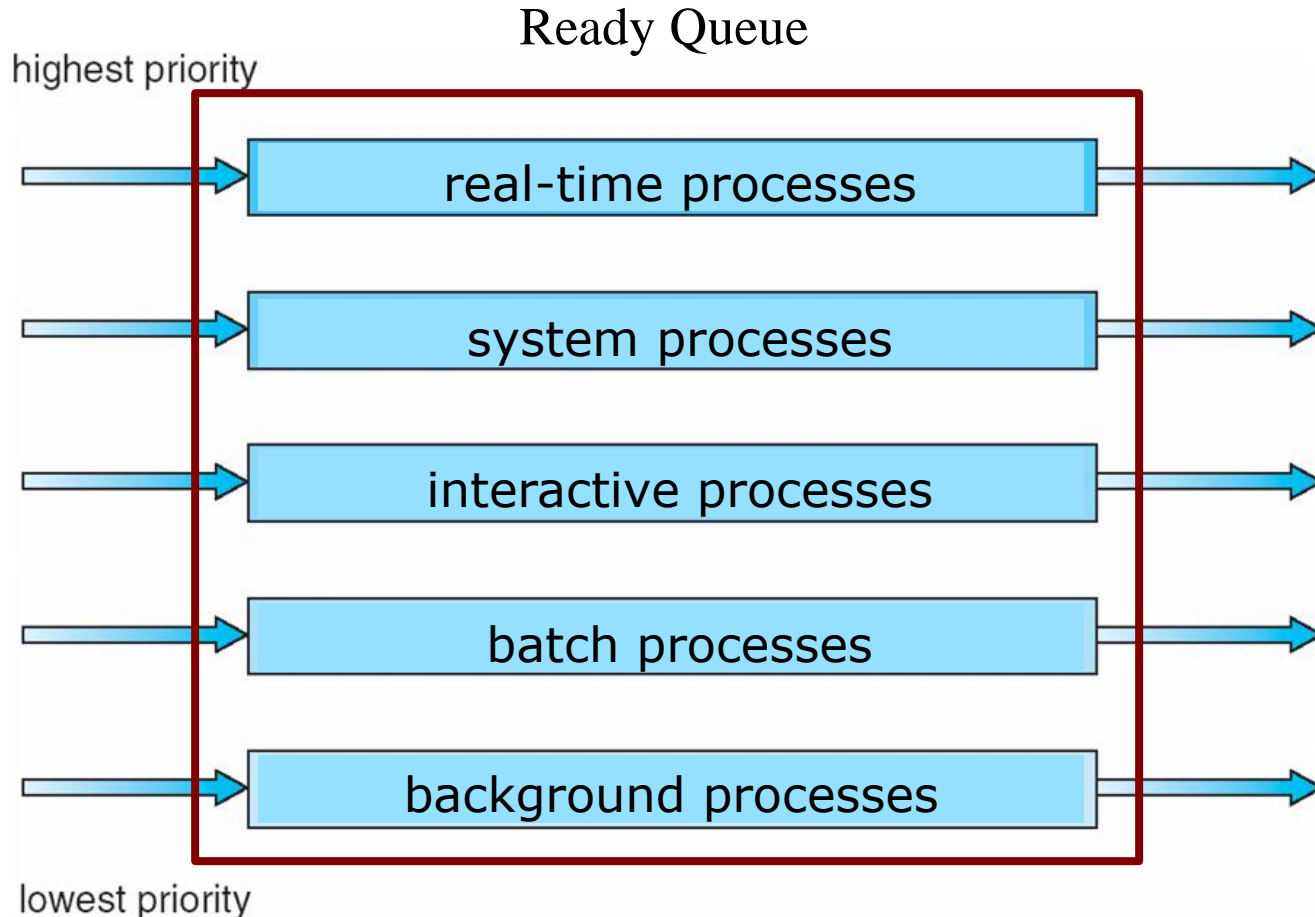 Ready Queue
highest priority
real-time processes
system processes
interactive processes
batch processes
background processes
lowest priority